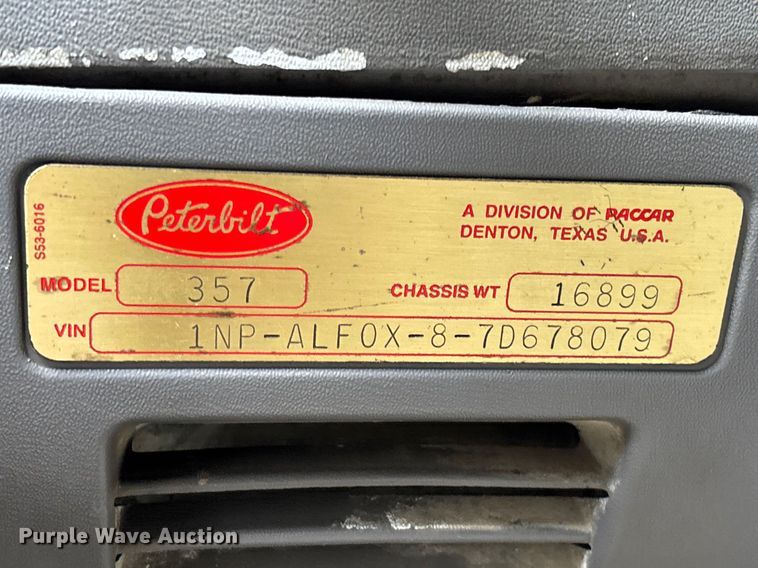 Peterbilt
A DIVISION OF PACCAR
DENTON, TEXAS U.S.A.
S53-6016
MODEL 357
CHASSIS WT 16899
VIN 1NP-ALF0X-8-7D678079
Purple Wave Auction